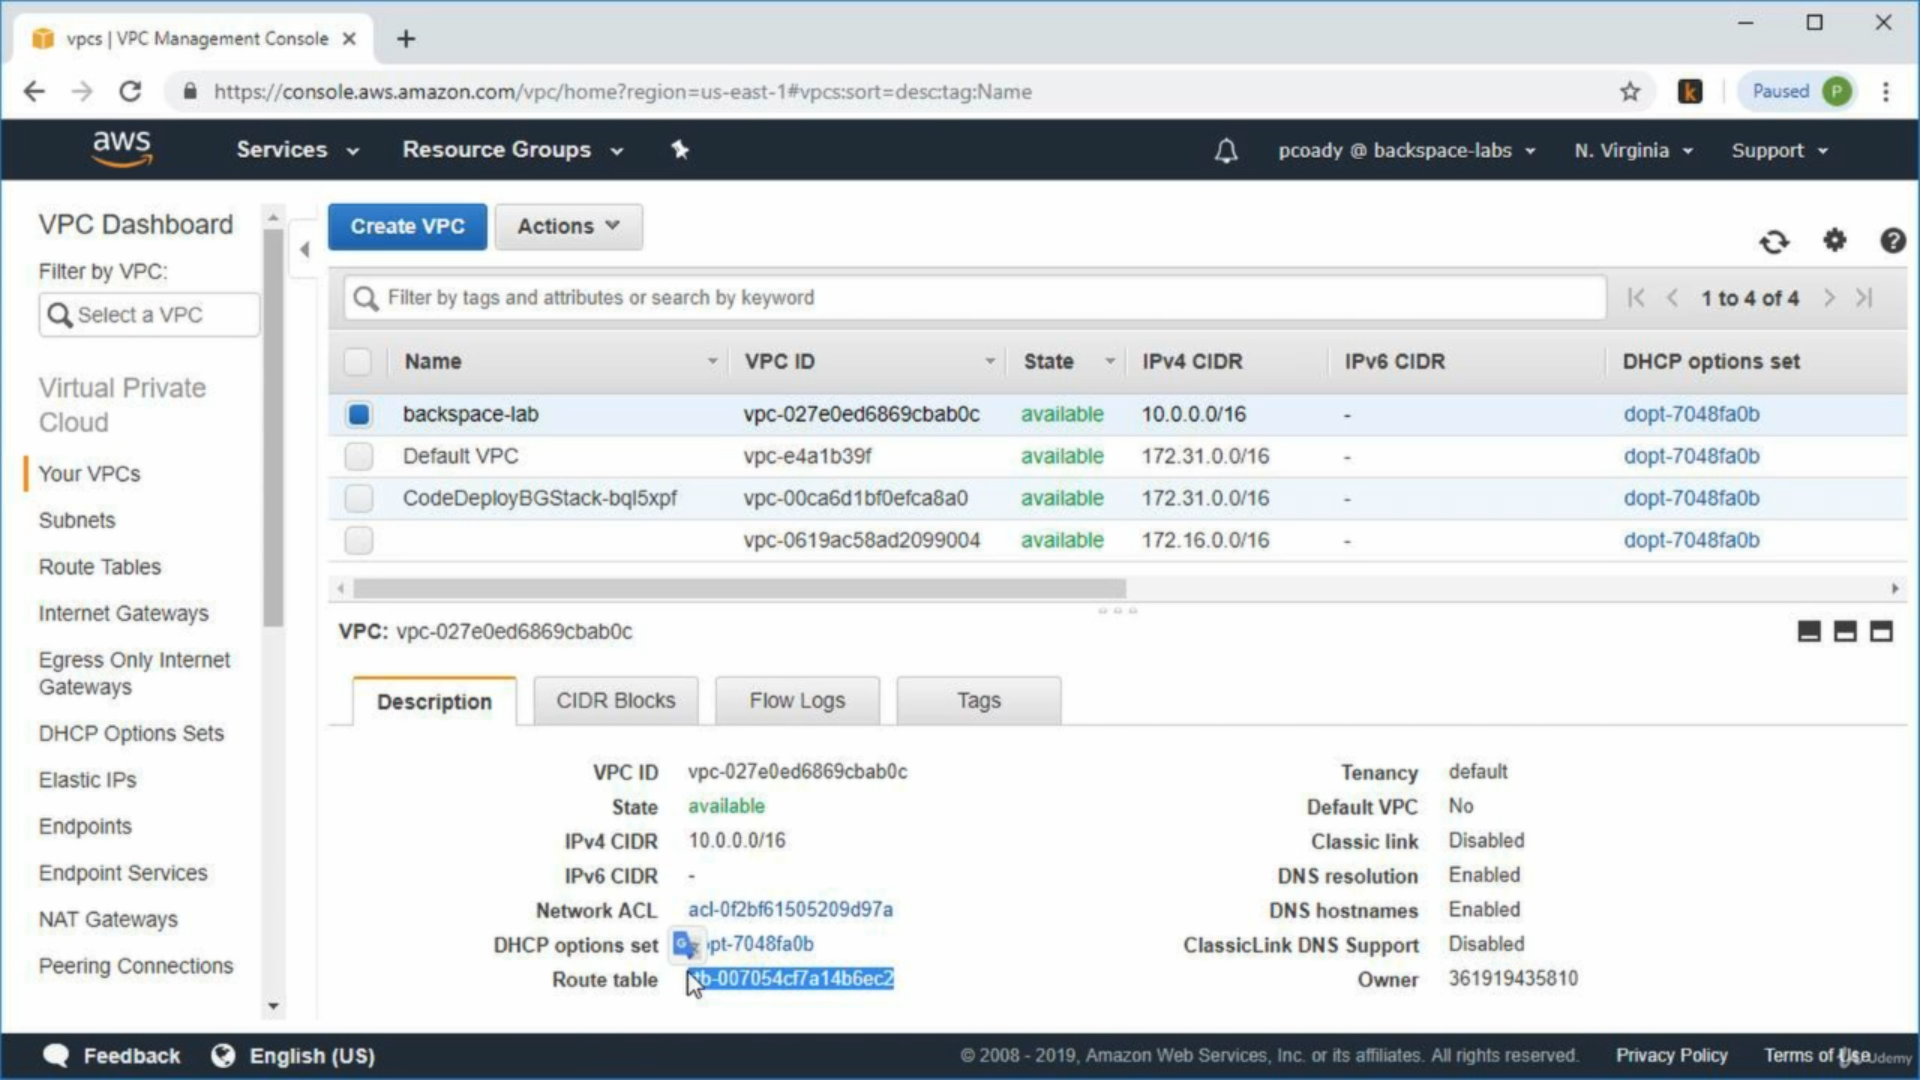 vpcs | VPC Management Console
https://console.aws.amazon.com/vpc/home?region=us-east-1#vpcs:sort=desc:tag:Name
k
Paused P
aws Services Resource Groups pcoady @ backspace-labs N. Virginia Support
VPC Dashboard
Filter by VPC:
Select a VPC
Virtual Private
Cloud
Your VPCs
Subnets
Route Tables
Internet Gateways
Egress Only Internet
Gateways
DHCP Options Sets
Elastic IPs
Endpoints
Endpoint Services
NAT Gateways
Peering Connections
Create VPC Actions
Filter by tags and attributes or search by keyword 1 to 4 of 4
Name VPC ID State IPv4 CIDR IPv6 CIDR DHCP options set
backspace-lab vpc-027e0ed6869cbab0c available 10.0.0.0/16 - dopt-7048fa0b
Default VPC vpc-e4a1b39f available 172.31.0.0/16 - dopt-7048fa0b
CodeDeployBGStack-bql5xpf vpc-00ca6d1bf0efca8a0 available 172.31.0.0/16 - dopt-7048fa0b
vpc-0619ac58ad2099004 available 172.16.0.0/16 - dopt-7048fa0b
VPC: vpc-027e0ed6869cbab0c
Description CIDR Blocks Flow Logs Tags
VPC ID vpc-027e0ed6869cbab0c Tenancy default
State available Default VPC No
IPv4 CIDR 10.0.0.0/16 Classic link Disabled
IPv6 CIDR - DNS resolution Enabled
Network ACL acl-0f2bf61505209d97a DNS hostnames Enabled
DHCP options set pt-7048fa0b ClassicLink DNS Support Disabled
Route table tb-007054cf7a14b6ec2 Owner 361919435810
Feedback English (US) © 2008 - 2019, Amazon Web Services, Inc. or its affiliates. All rights reserved. Privacy Policy Terms of Use
Udemy